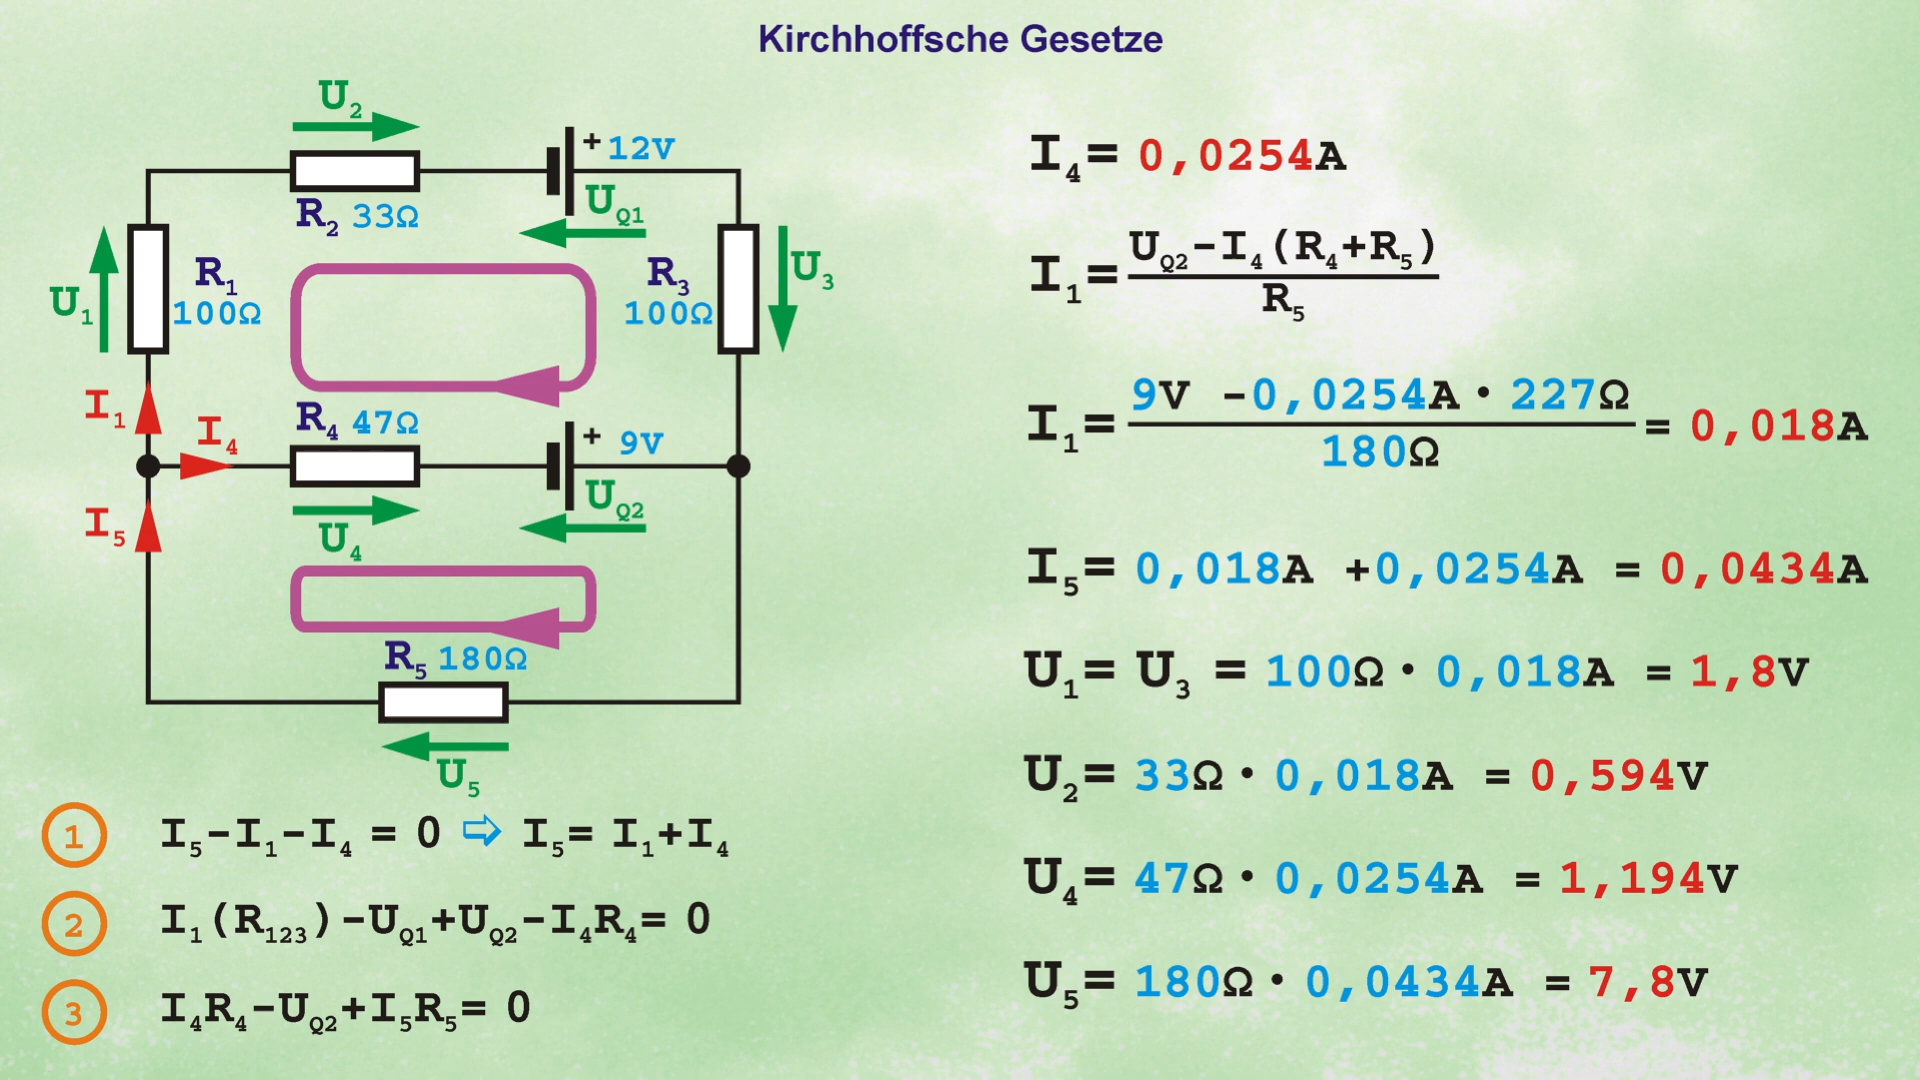 Kirchhoffsche Gesetze
U2
+ 12V
R2 33Ω
UQ1
U1
R1
100Ω
R3
100Ω
U3
I1
I4
R4 47Ω
+ 9V
UQ2
I5
U4
R5 180Ω
U5
1 I5-I1-I4 = 0 ⇨ I5= I1+I4
2 I1(R123)-UQ1+UQ2-I4R4= 0
3 I4R4-UQ2+I5R5= 0
I4= 0,0254A
I1= UQ2-I4(R4+R5)
R5
I1= 9V -0,0254A · 227Ω = 0,018A
180Ω
I5= 0,018A +0,0254A = 0,0434A
U1= U3 = 100Ω · 0,018A = 1,8V
U2= 33Ω · 0,018A = 0,594V
U4= 47Ω · 0,0254A = 1,194V
U5= 180Ω · 0,0434A = 7,8V